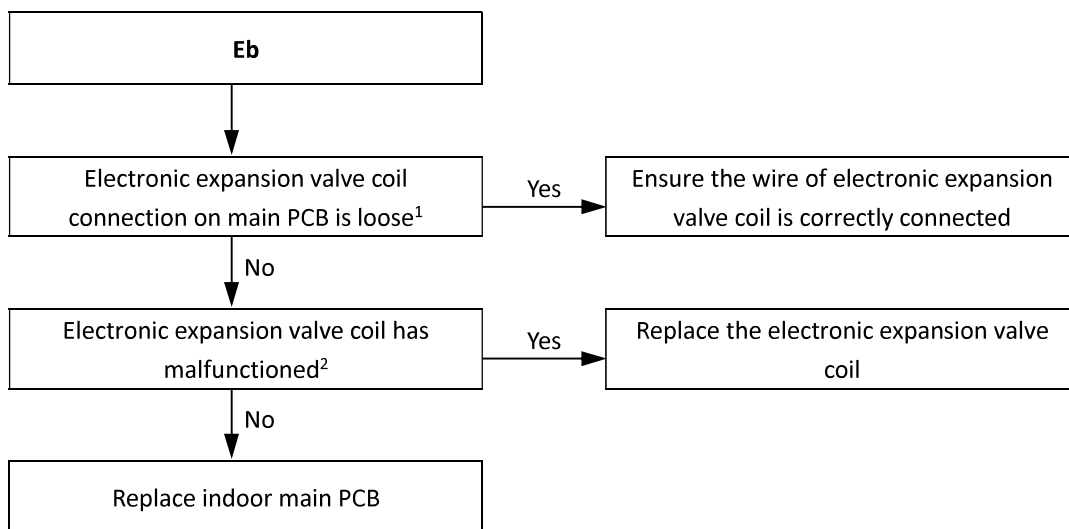 Eb
Electronic expansion valve coil
connection on main PCB is loose¹
Yes
Ensure the wire of electronic expansion
valve coil is correctly connected
No
Electronic expansion valve coil has
malfunctioned²
Yes
Replace the electronic expansion valve
coil
No
Replace indoor main PCB